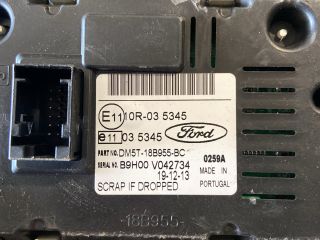 E11 10R-03 5345
e11 03 5345 Ford
PART NO. DM5T-18B955-BC 0259A
SERIAL NO. B9H00 V042734 MADE IN
19-12-13 PORTUGAL
SCRAP IF DROPPED
-18B955-